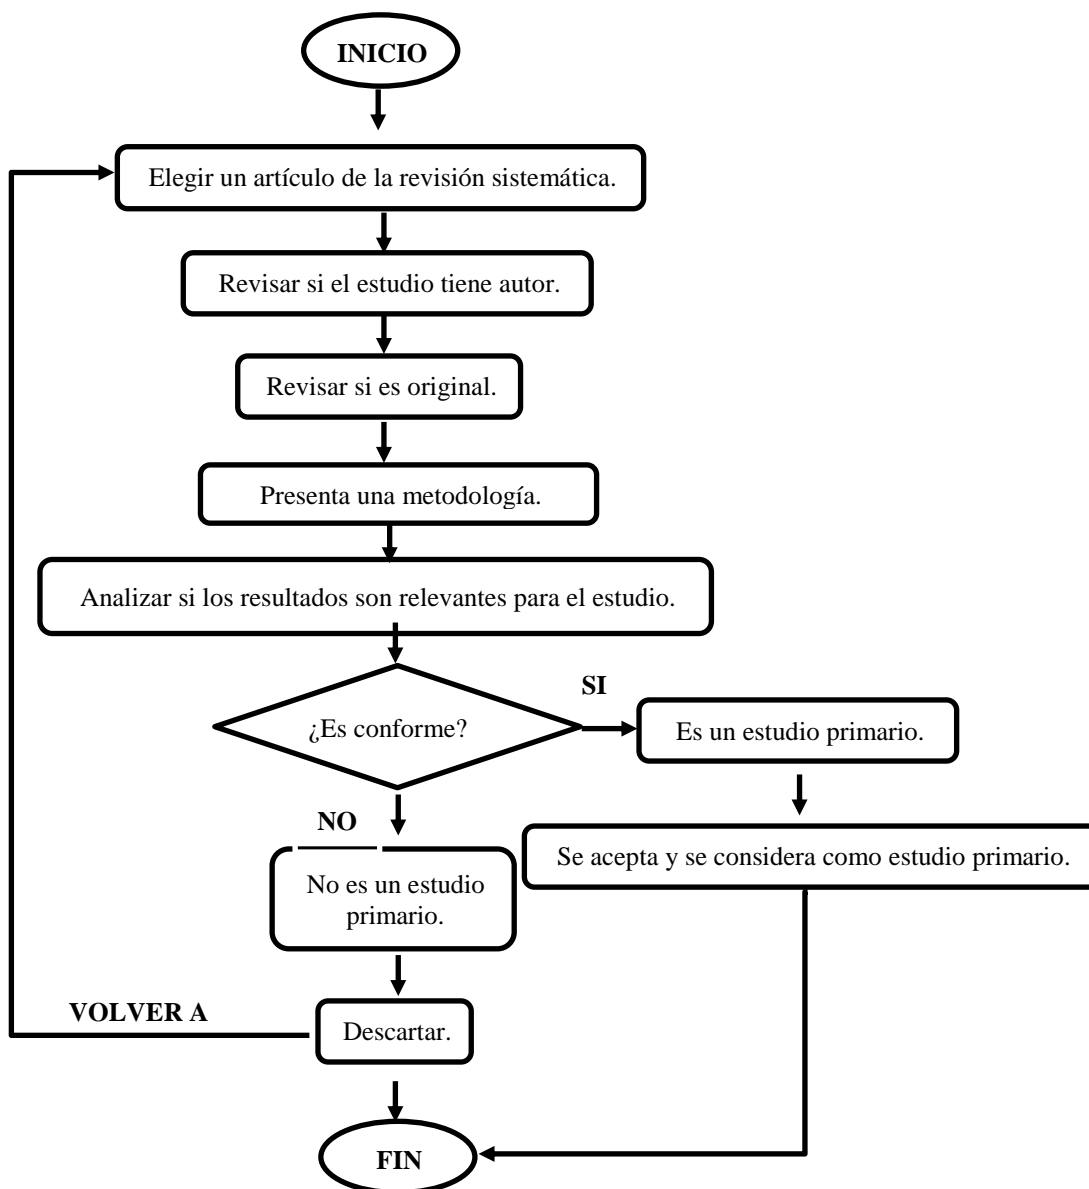 INICIO
Elegir un artículo de la revisión sistemática.
Revisar si el estudio tiene autor.
Revisar si es original.
Presenta una metodología.
Analizar si los resultados son relevantes para el estudio.
¿Es conforme?
SI
Es un estudio primario.
Se acepta y se considera como estudio primario.
NO
No es un estudio
primario.
VOLVER A
Descartar.
FIN